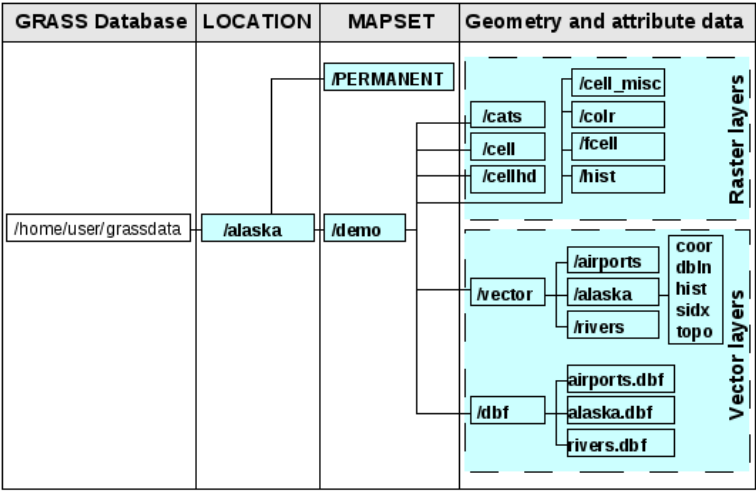 GRASS Database LOCATION MAPSET Geometry and attribute data
/PERMANENT
/cell_misc
/cats
/colr
/cell
/fcell
/cellhd
/hist
Raster layers
/home/user/grassdata
/alaska
/demo
/vector
/airports
/alaska
/rivers
coor
dbln
hist
sidx
topo
/dbf
airports.dbf
alaska.dbf
rivers.dbf
Vector layers